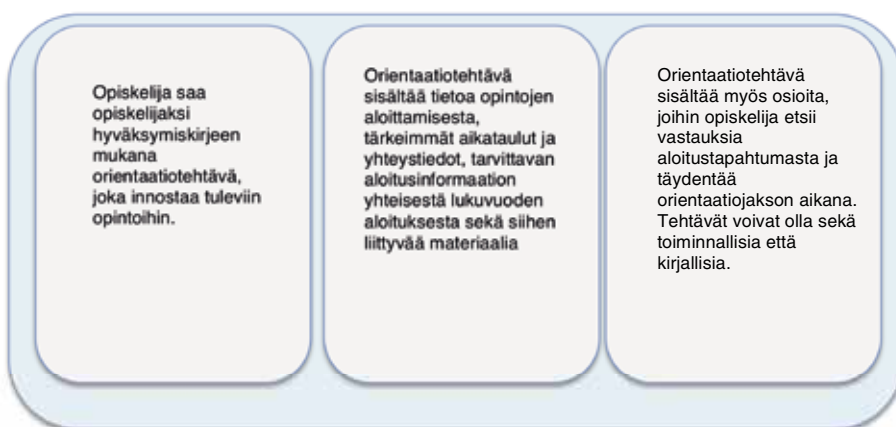 Opiskelija saa
opiskelijaksi
hyväksymiskirjeen
mukana
orientaatiotehtävä,
joka innostaa tuleviin
opintoihin.
Orientaatiotehtävä
sisältää tietoa opintojen
aloittamisesta,
tärkeimmät aikataulut ja
yhteystiedot, tarvittavan
aloitusinformaation
yhteisestä lukuvuoden
aloituksesta sekä siihen
liittyvää materiaalia
Orientaatiotehtävä
sisältää myös osioita,
joihin opiskelija etsii
vastauksia
aloitustapahtumasta ja
täydentää
orientaatiojakson aikana.
Tehtävät voivat olla sekä
toiminnallisia että
kirjallisia.